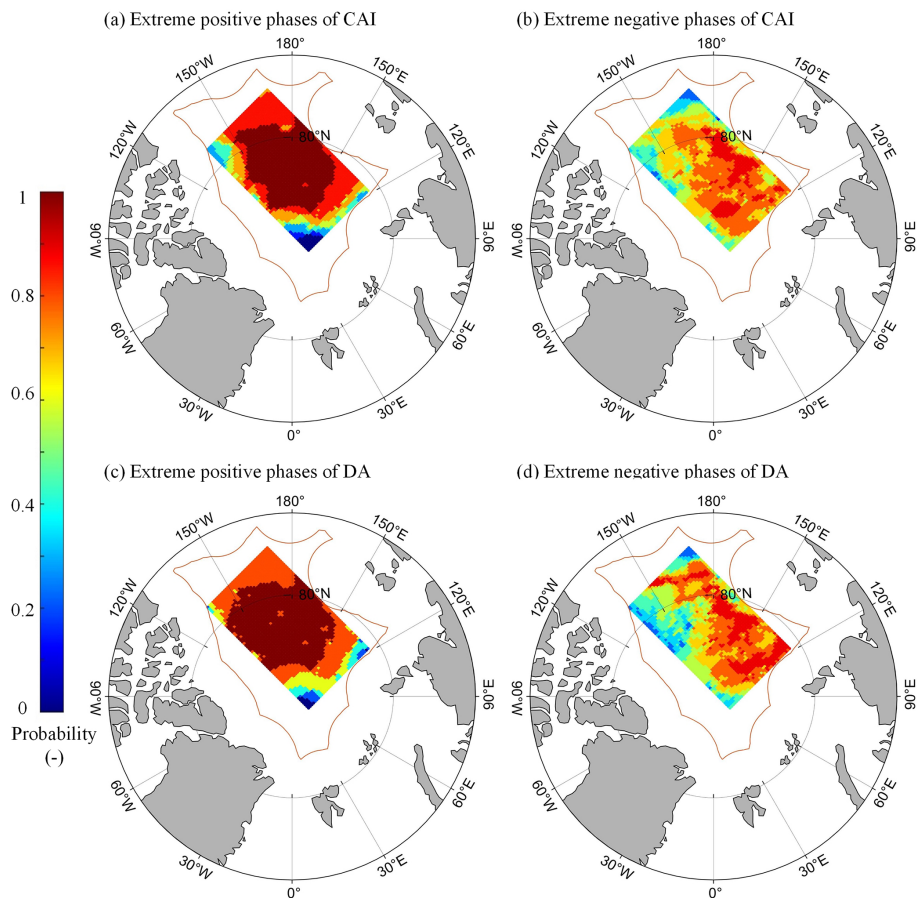 (a) Extreme positive phases of CAI
(b) Extreme negative phases of CAI
180°
150°W
150°E
120°W
120°E
80°N
90°W
90°E
60°W
60°E
30°W
30°E
0°
180°
150°W
150°E
120°W
120°E
80°N
90°W
90°E
60°W
60°E
30°W
30°E
0°
1
0.8
0.6
0.4
0.2
0
Probability
(-)
(c) Extreme positive phases of DA
(d) Extreme negative phases of DA
180°
150°W
150°E
120°W
120°E
80°N
90°W
90°E
60°W
60°E
30°W
30°E
0°
180°
150°W
150°E
120°W
120°E
80°N
90°W
90°E
60°W
60°E
30°W
30°E
0°